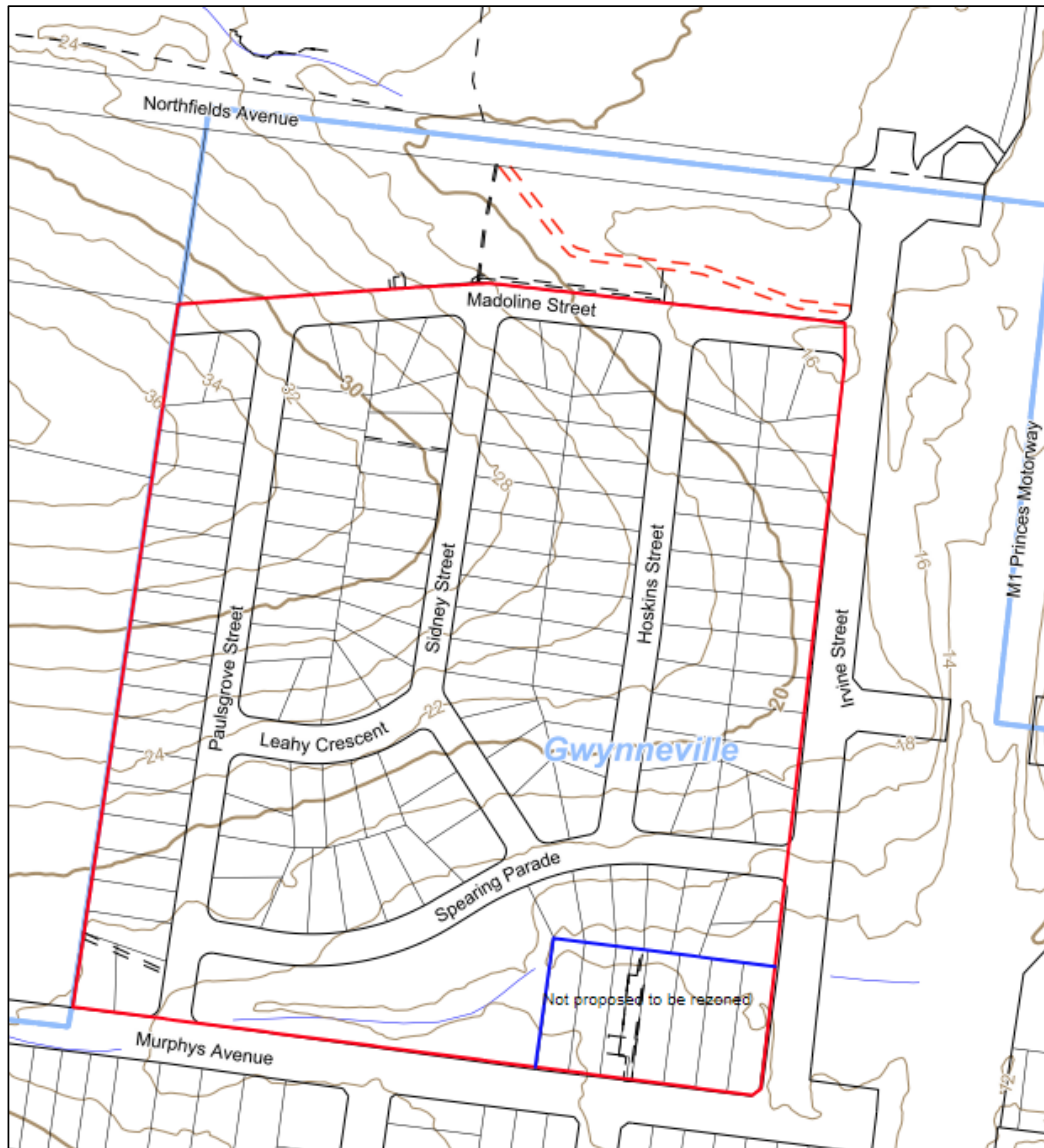 24
Northfields Avenue
Madoline Street
16
36
34
32
30
28
M1 Princes Motorway
16
14
Paulsgrove Street
Sidney Street
Hoskins Street
Irvine Street
20
22
24
Leahy Crescent
Gwynneville
18
Spearing Parade
Not proposed to be rezoned
Murphys Avenue
12